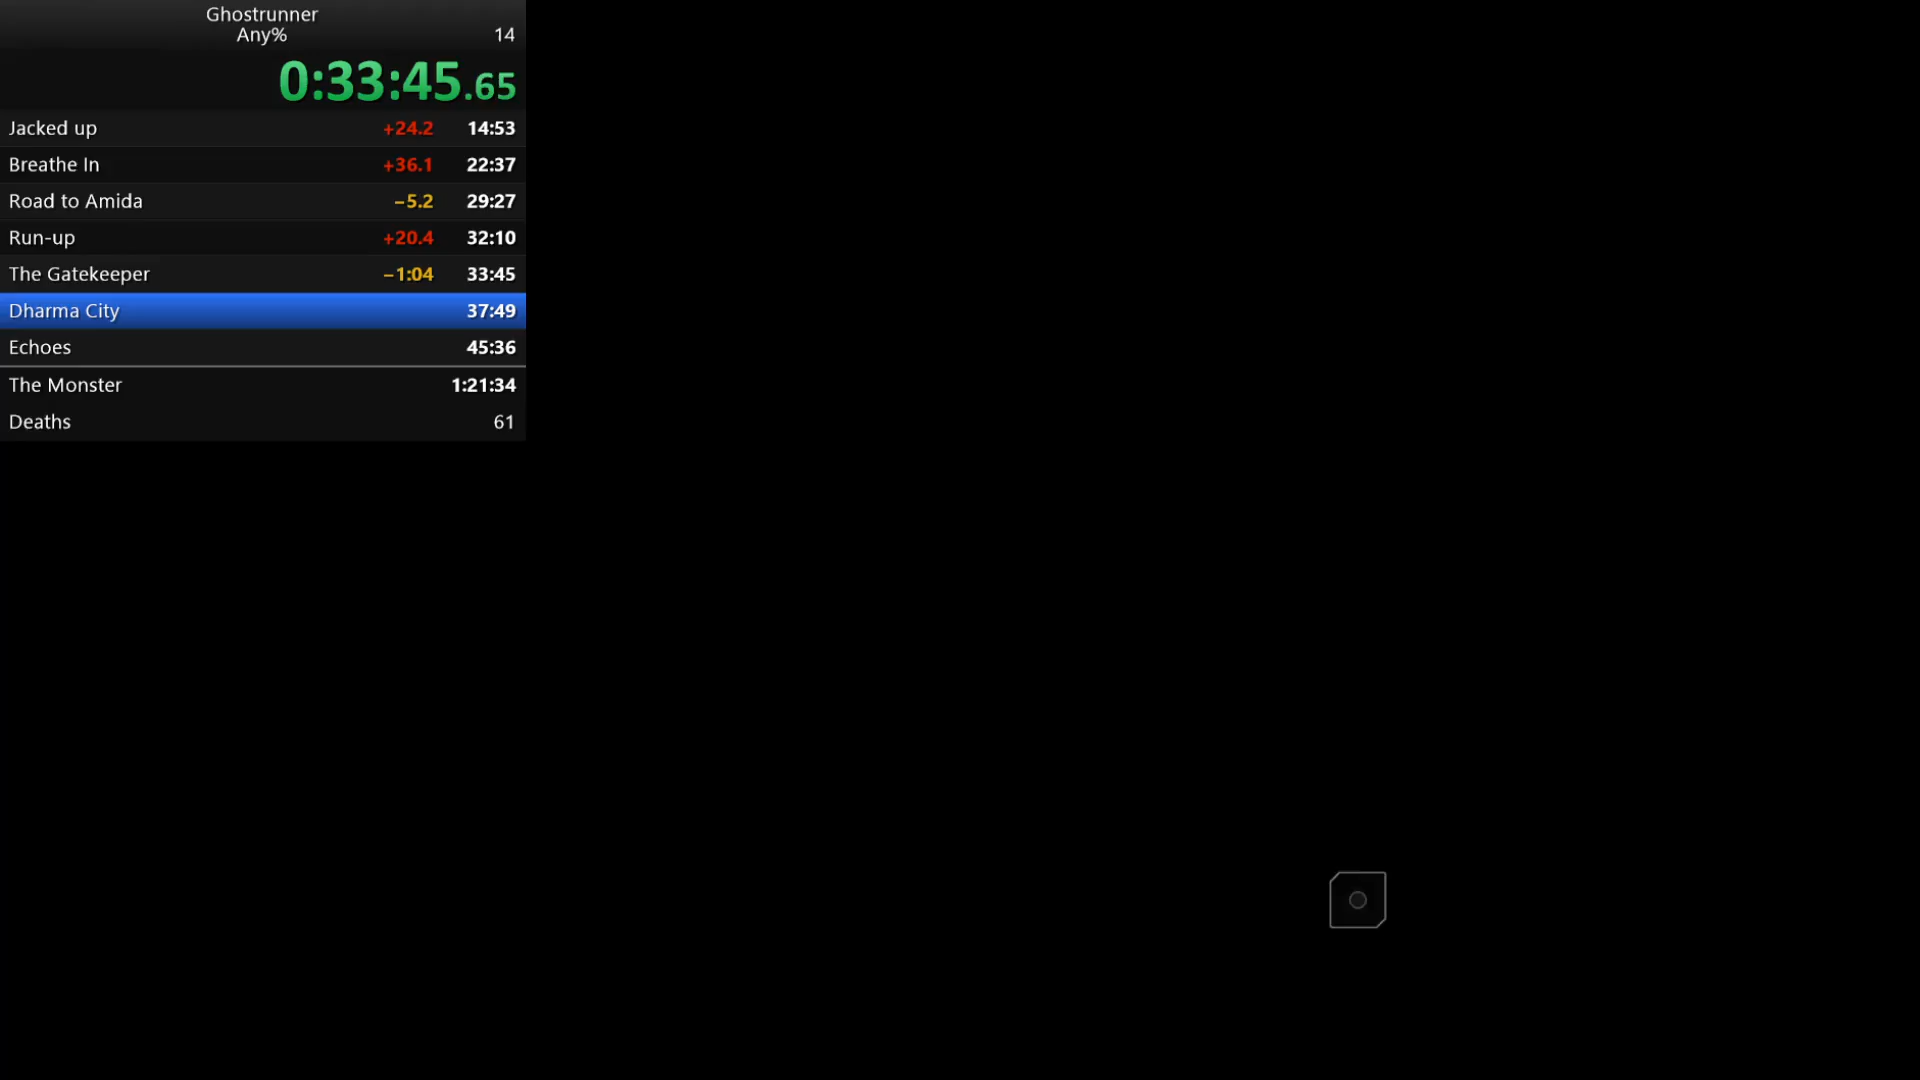 Ghostrunner
Any% 14
0:33:45.65
Jacked up +24.2 14:53
Breathe In +36.1 22:37
Road to Amida −5.2 29:27
Run-up +20.4 32:10
The Gatekeeper −1:04 33:45
Dharma City 37:49
Echoes 45:36
The Monster 1:21:34
Deaths 61